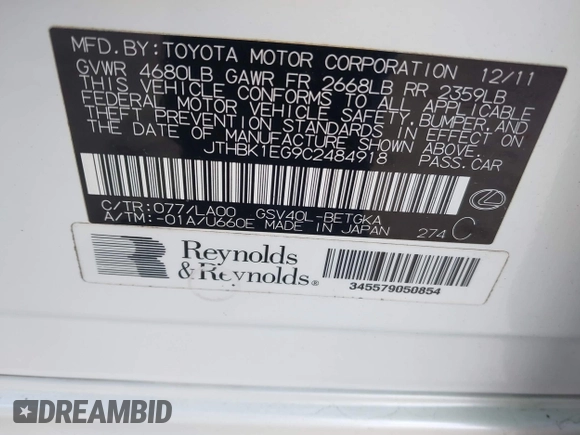 MFD.BY:TOYOTA MOTOR CORPORATION 12/11
GVWR 4680LB GAWR FR 2668LB RR 2359LB
THIS VEHICLE CONFORMS TO ALL APPLICABLE
FEDERAL MOTOR VEHICLE SAFETY,BUMPER,AND
THEFT PREVENTION STANDARDS IN EFFECT ON
THE DATE OF MANUFACTURE SHOWN ABOVE.
JTHBK1EG9C2484918 PASS.CAR
C/TR:077/LA00 GSV40L-BETGKA
A/TM:-01A/U660E MADE IN JAPAN 274 C
Reynolds
& Reynolds®
345579050854
DREAMBID